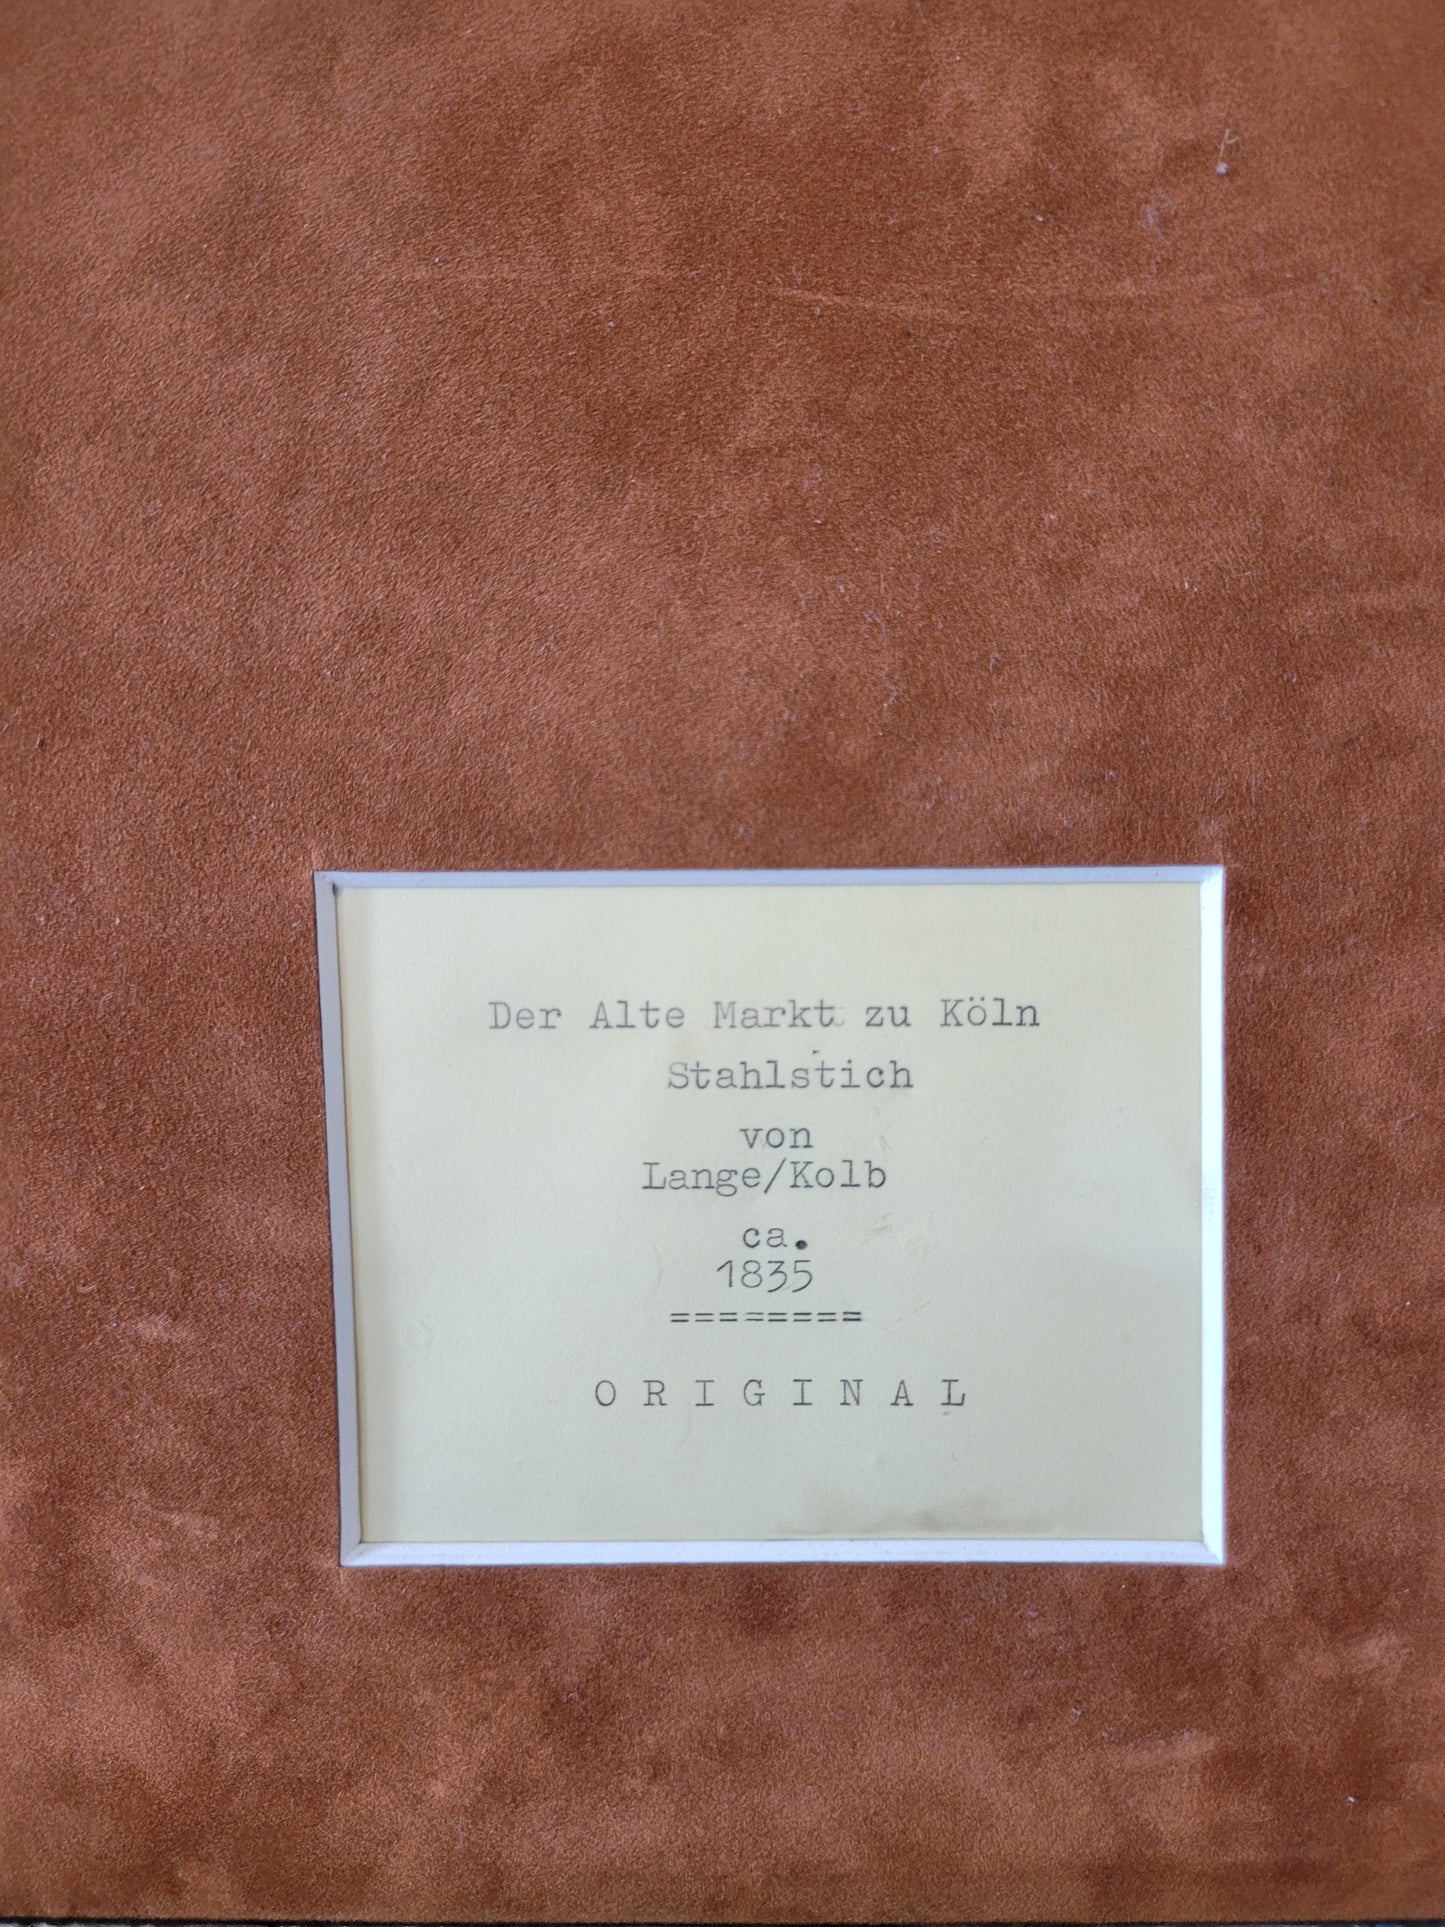 Der Alte Markt zu Köln
Stahlstich
von
Lange/Kolb
ca.
1835
========
O R I G I N A L